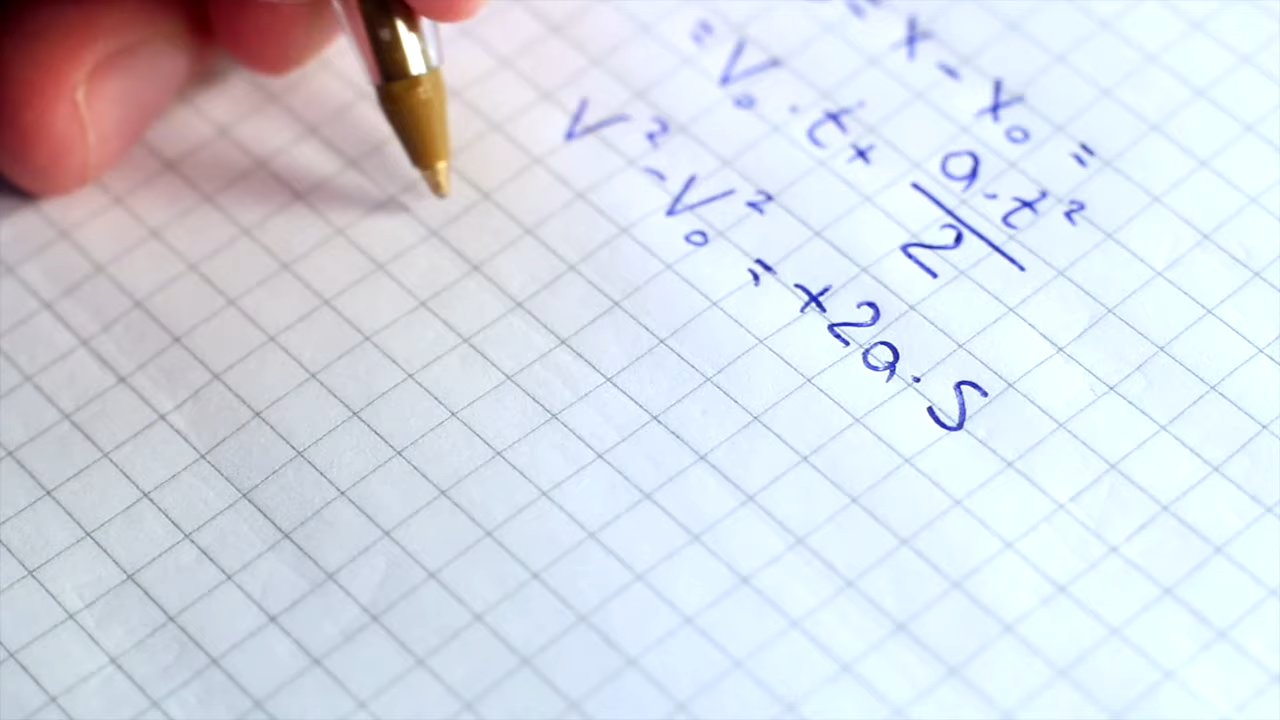 = x - x₀ =
= V₀ · t + a · t² / 2
V² - V₀² = +2a · S